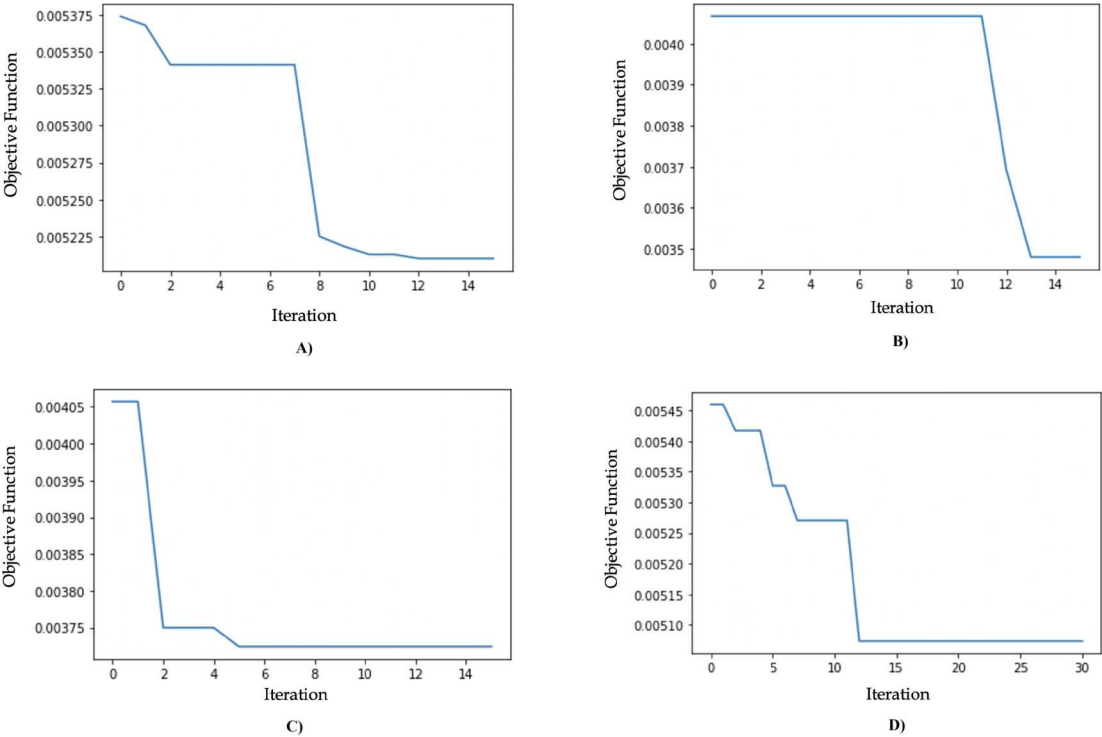 0.005375
0.005350
0.005325
0.005300
0.005275
0.005250
0.005225
Objective Function
0 2 4 6 8 10 12 14
Iteration
A)
0.0040
0.0039
0.0038
0.0037
0.0036
0.0035
Objective Function
0 2 4 6 8 10 12 14
Iteration
B)
0.00405
0.00400
0.00395
0.00390
0.00385
0.00380
0.00375
Objective Function
0 2 4 6 8 10 12 14
Iteration
C)
0.00545
0.00540
0.00535
0.00530
0.00525
0.00520
0.00515
0.00510
Objective Function
0 5 10 15 20 25 30
Iteration
D)